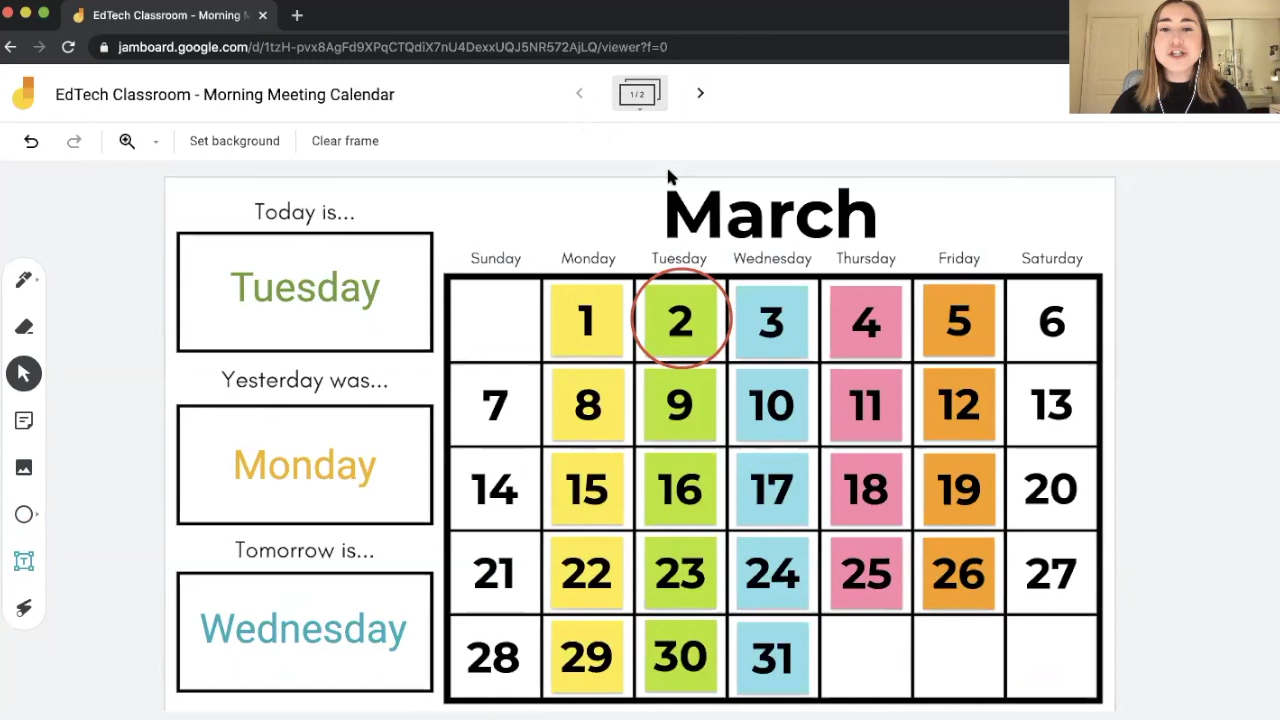 EdTech Classroom - Morning M
jamboard.google.com/d/1tzH-pvx8AgFd9XPqCTQdiX7nU4DexxUQJ5NR572AjLQ/viewer?f=0
EdTech Classroom - Morning Meeting Calendar
1/2
Set background
Clear frame
Today is...
Tuesday
Yesterday was...
Monday
Tomorrow is...
Wednesday
March
Sunday Monday Tuesday Wednesday Thursday Friday Saturday
1 2 3 4 5 6
7 8 9 10 11 12 13
14 15 16 17 18 19 20
21 22 23 24 25 26 27
28 29 30 31
T